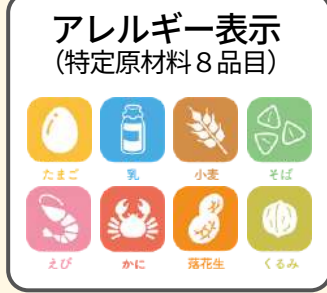 アレルギー表示
（特定原材料８品目）
たまご 乳 小麦 そば
えび かに 落花生 くるみ